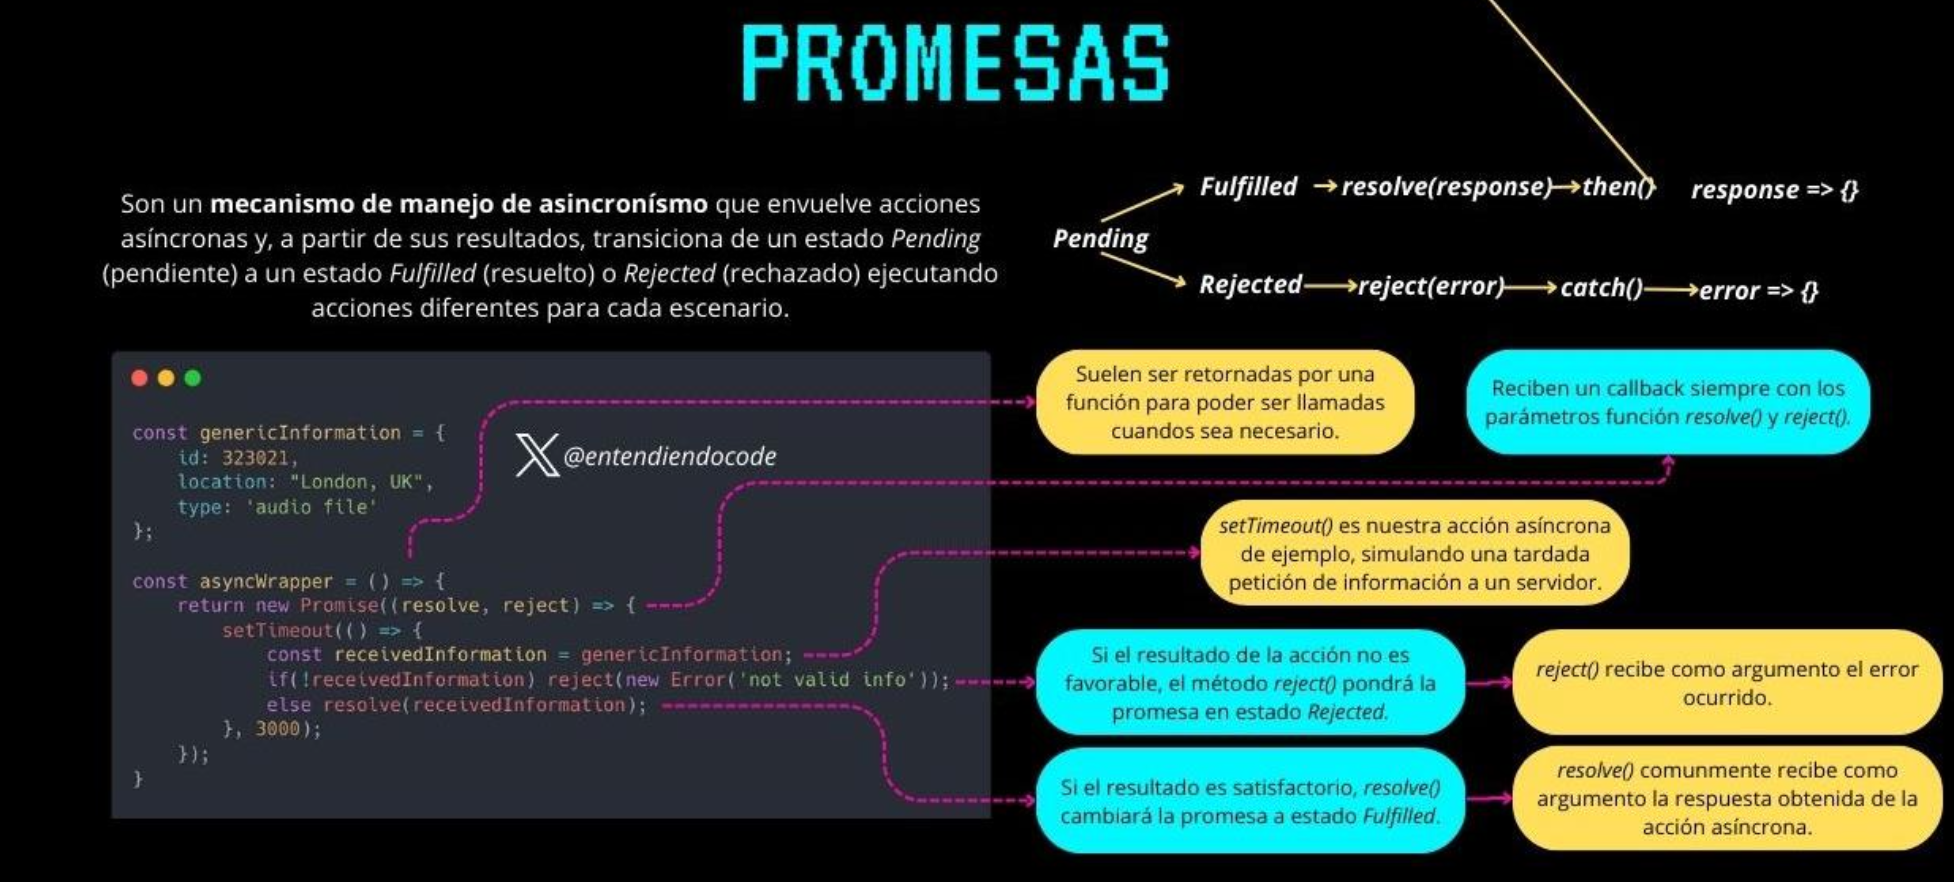 PROMESAS
Son un mecanismo de manejo de asincronísmo que envuelve acciones
asíncronas y, a partir de sus resultados, transiciona de un estado Pending
(pendiente) a un estado Fulfilled (resuelto) o Rejected (rechazado) ejecutando
acciones diferentes para cada escenario.
Pending
Fulfilled resolve(response) then() response => {}
Rejected reject(error) catch() error => {}
const genericInformation = {
    id: 323021,
    location: "London, UK",
    type: 'audio file'
};
@entendiendocode
const asyncWrapper = () => {
    return new Promise((resolve, reject) => {
        setTimeout(() => {
            const receivedInformation = genericInformation;
            if(!receivedInformation) reject(new Error('not valid info'));
            else resolve(receivedInformation);
        }, 3000);
    });
}
Suelen ser retornadas por una
función para poder ser llamadas
cuandos sea necesario.
Reciben un callback siempre con los
parámetros función resolve() y reject().
setTimeout() es nuestra acción asíncrona
de ejemplo, simulando una tardada
petición de información a un servidor.
Si el resultado de la acción no es
favorable, el método reject() pondrá la
promesa en estado Rejected.
reject() recibe como argumento el error
ocurrido.
Si el resultado es satisfactorio, resolve()
cambiará la promesa a estado Fulfilled.
resolve() comunmente recibe como
argumento la respuesta obtenida de la
acción asíncrona.